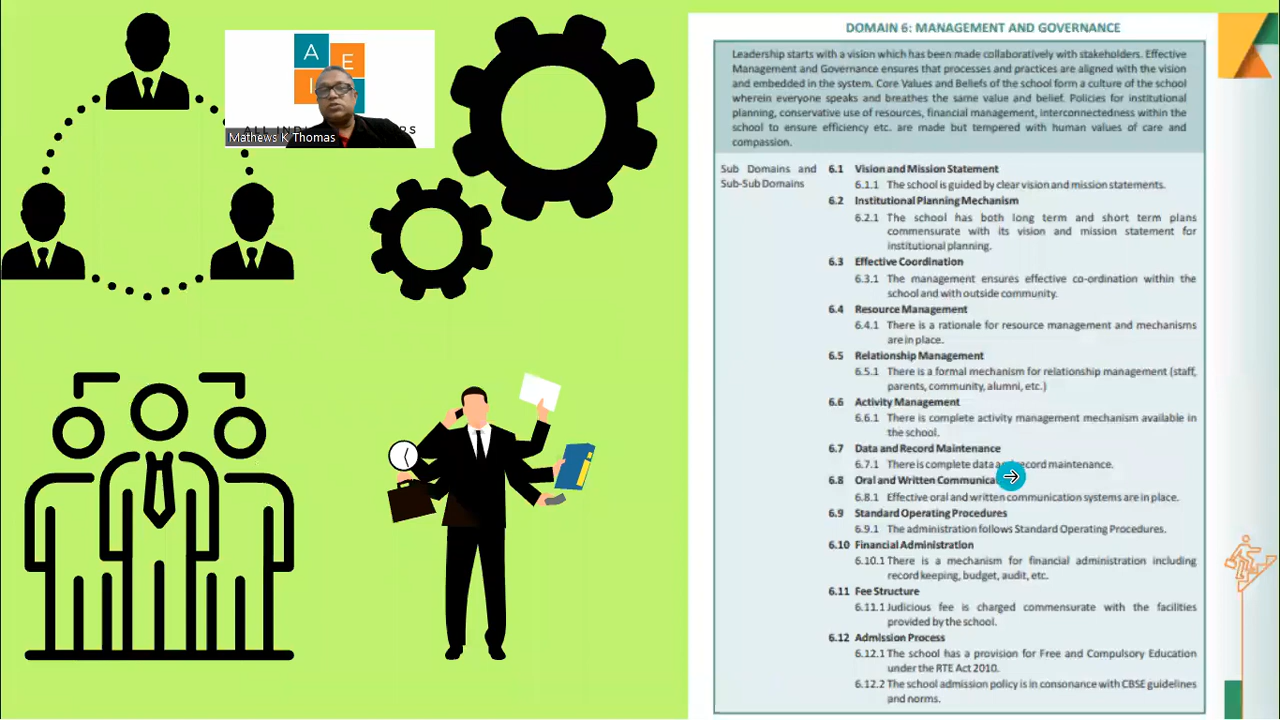 A
E
I
ALL IND
RS
Mathews K Thomas
DOMAIN 6: MANAGEMENT AND GOVERNANCE
Leadership starts with a vision which has been made collaboratively with stakeholders. Effective
Management and Governance ensures that processes and practices are aligned with the vision
and embedded in the system. Core Values and Beliefs of the school form a culture of the school
wherein everyone speaks and breathes the same value and belief. Policies for institutional
planning, conservative use of resources, financial management, interconnectedness within the
school to ensure efficiency etc. are made but tempered with human values of care and
compassion.
Sub Domains and
Sub-Sub Domains
6.1 Vision and Mission Statement
6.1.1 The school is guided by clear vision and mission statements.
6.2 Institutional Planning Mechanism
6.2.1 The school has both long term and short term plans
commensurate with its vision and mission statement for
institutional planning.
6.3 Effective Coordination
6.3.1 The management ensures effective co-ordination within the
school and with outside community.
6.4 Resource Management
6.4.1 There is a rationale for resource management and mechanisms
are in place.
6.5 Relationship Management
6.5.1 There is a formal mechanism for relationship management (staff,
parents, community, alumni, etc.)
6.6 Activity Management
6.6.1 There is complete activity management mechanism available in
the school.
6.7 Data and Record Maintenance
6.7.1 There is complete data record maintenance.
6.8 Oral and Written Communica
6.8.1 Effective oral and written communication systems are in place.
6.9 Standard Operating Procedures
6.9.1 The administration follows Standard Operating Procedures.
6.10 Financial Administration
6.10.1 There is a mechanism for financial administration including
record keeping, budget, audit, etc.
6.11 Fee Structure
6.11.1 Judicious fee is charged commensurate with the facilities
provided by the school.
6.12 Admission Process
6.12.1 The school has a provision for Free and Compulsory Education
under the RTE Act 2010.
6.12.2 The school admission policy is in consonance with CBSE guidelines
and norms.